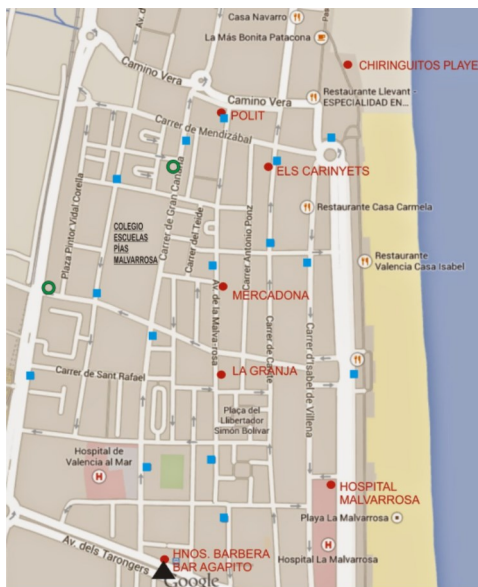 Casa Navarro
La Más Bonita Patacona
CHIRINGUITOS PLAYE
Camino Vera
Camino Vera
Restaurante Llevant -
ESPECIALIDAD EN...
POLIT
Carrer de Mendizábal
ELS CARINYETS
Plaza Pintor Vidal Corella
Carrer de Gran Canaria
Carrer del Teide
Carrer Antonio Ponz
Restaurante Casa Carmela
COLEGIO
ESCUELAS
PÍAS
MALVARROSA
Restaurante
Valencia Casa Isabel
MERCADONA
Av. de la Malva-rosa
Carrer d'Isabel de Villena
LA GRANJA
Carrer de Sant Rafael
Plaça del
Llibertador
Simón Bolívar
Hospital de
Valencia al Mar
H
HOSPITAL
MALVARROSA
Playa La Malvarrosa
H
Hospital La Malvarrosa
Av. dels Tarongers
HNOS. BARBERA
BAR AGAPITO
Google